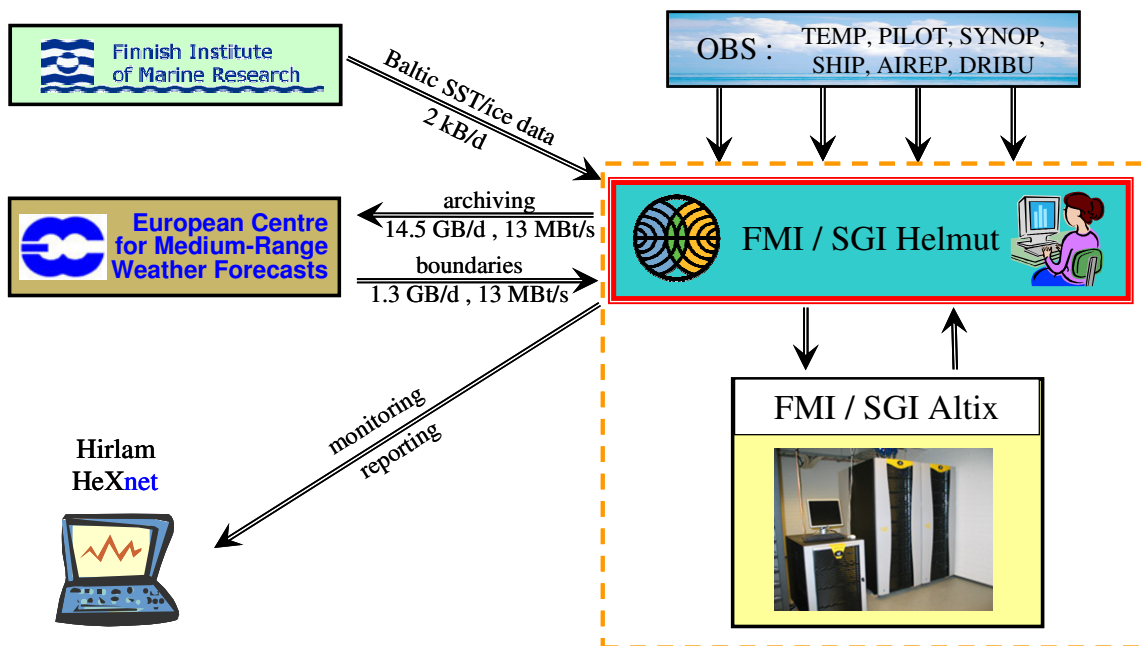 Finnish Institute
of Marine Research
Baltic SST/ice data
2 kB/d
OBS :
TEMP, PILOT, SYNOP,
SHIP, AIREP, DRIBU
European Centre
for Medium-Range
Weather Forecasts
archiving
14.5 GB/d , 13 MBt/s
boundaries
1.3 GB/d , 13 MBt/s
FMI / SGI Helmut
monitoring
reporting
Hirlam
HeXnet
FMI / SGI Altix